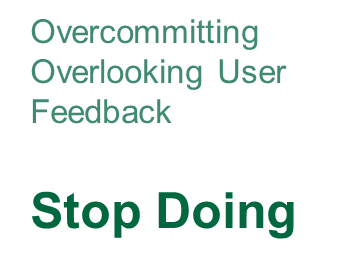 Overcommitting
Overlooking User
Feedback
Stop Doing